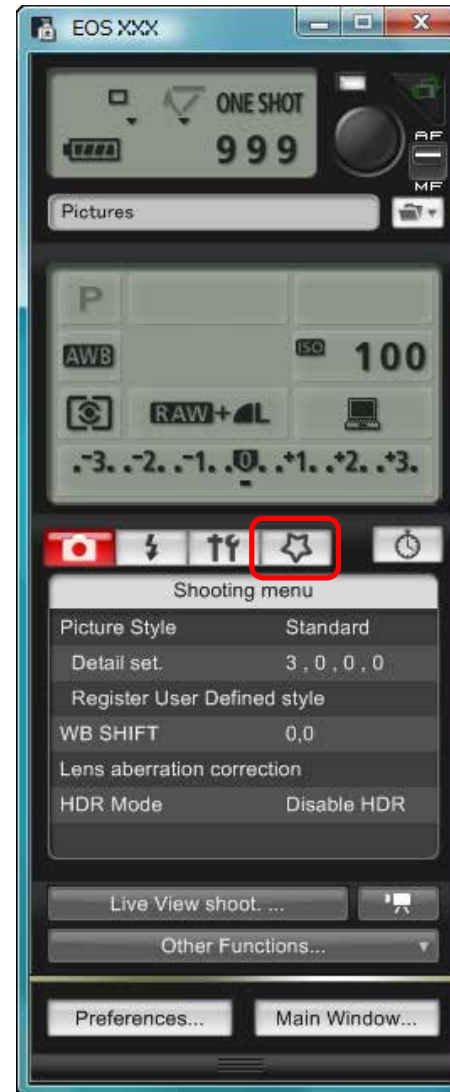 EOS XXX
ONE SHOT
999
AF
MF
Pictures
P
AWB
ISO 100
RAW+L
.-3. .-2. .-1. .0. .+1. .+2. .+3.
Shooting menu
Picture Style Standard
Detail set. 3 , 0 , 0 , 0
Register User Defined style
WB SHIFT 0,0
Lens aberration correction
HDR Mode Disable HDR
Live View shoot. ...
Other Functions...
Preferences... Main Window...